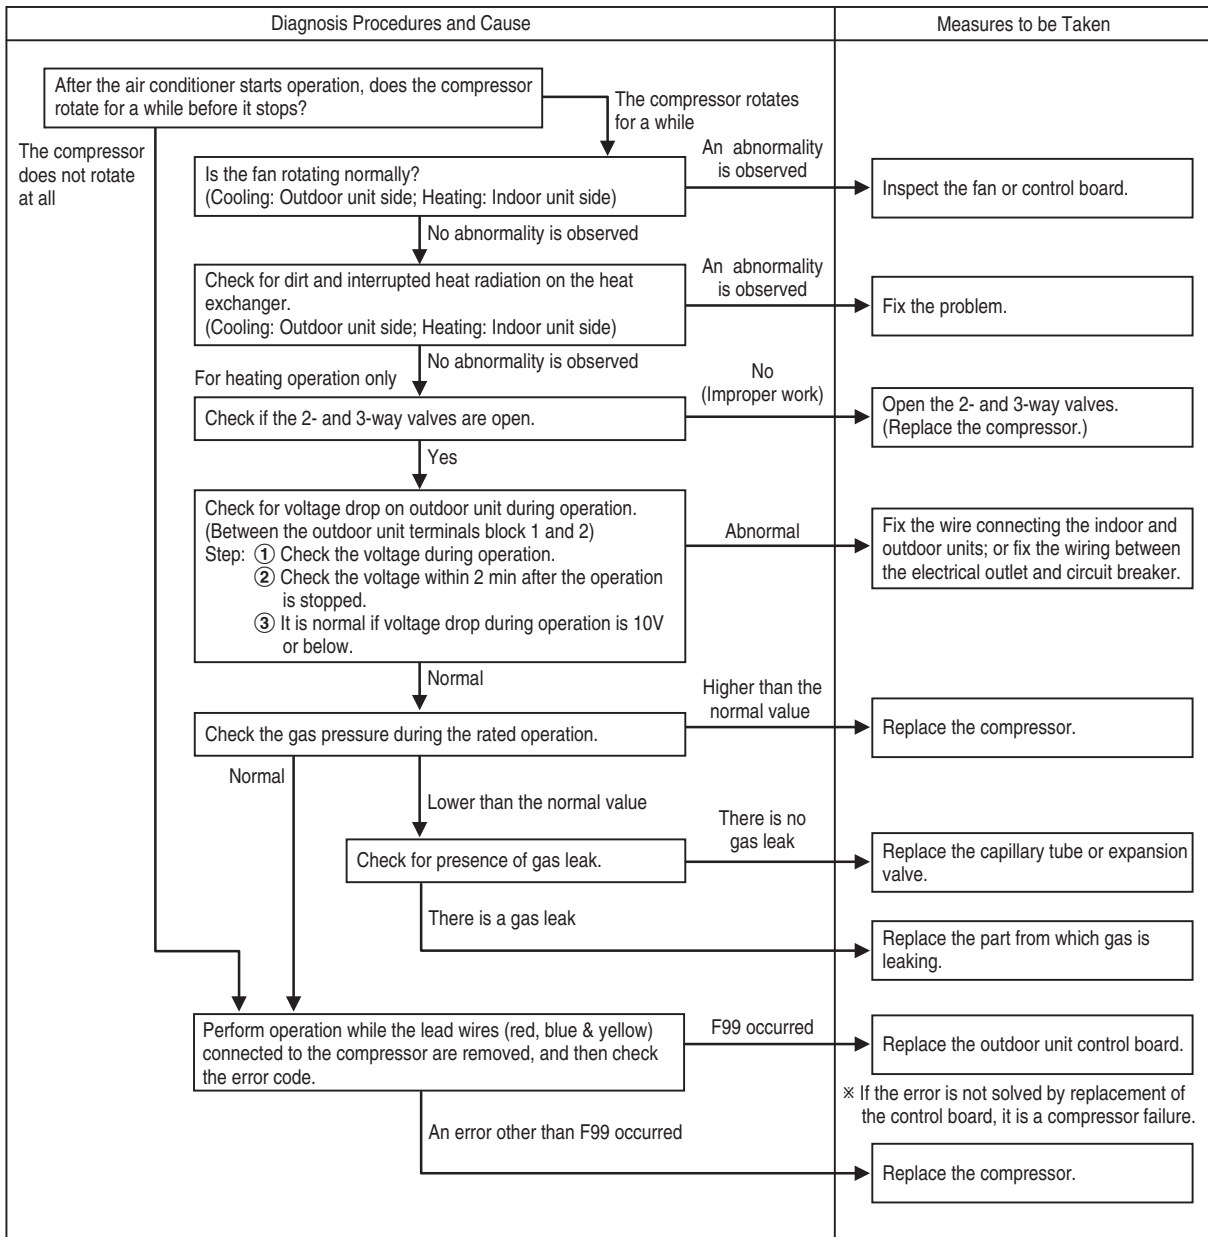 Diagnosis Procedures and Cause
Measures to be Taken
After the air conditioner starts operation, does the compressor
rotate for a while before it stops?
The compressor rotates
for a while
The compressor
does not rotate
at all
Is the fan rotating normally?
(Cooling: Outdoor unit side; Heating: Indoor unit side)
An abnormality
is observed
Inspect the fan or control board.
No abnormality is observed
Check for dirt and interrupted heat radiation on the heat
exchanger.
(Cooling: Outdoor unit side; Heating: Indoor unit side)
An abnormality
is observed
Fix the problem.
No abnormality is observed
For heating operation only
Check if the 2- and 3-way valves are open.
No
(Improper work)
Open the 2- and 3-way valves.
(Replace the compressor.)
Yes
Check for voltage drop on outdoor unit during operation.
(Between the outdoor unit terminals block 1 and 2)
Step: ① Check the voltage during operation.
② Check the voltage within 2 min after the operation
is stopped.
③ It is normal if voltage drop during operation is 10V
or below.
Abnormal
Fix the wire connecting the indoor and
outdoor units; or fix the wiring between
the electrical outlet and circuit breaker.
Normal
Check the gas pressure during the rated operation.
Higher than the
normal value
Replace the compressor.
Normal
Lower than the normal value
Check for presence of gas leak.
There is no
gas leak
Replace the capillary tube or expansion
valve.
There is a gas leak
Replace the part from which gas is
leaking.
Perform operation while the lead wires (red, blue & yellow)
connected to the compressor are removed, and then check
the error code.
F99 occurred
Replace the outdoor unit control board.
※ If the error is not solved by replacement of
the control board, it is a compressor failure.
An error other than F99 occurred
Replace the compressor.